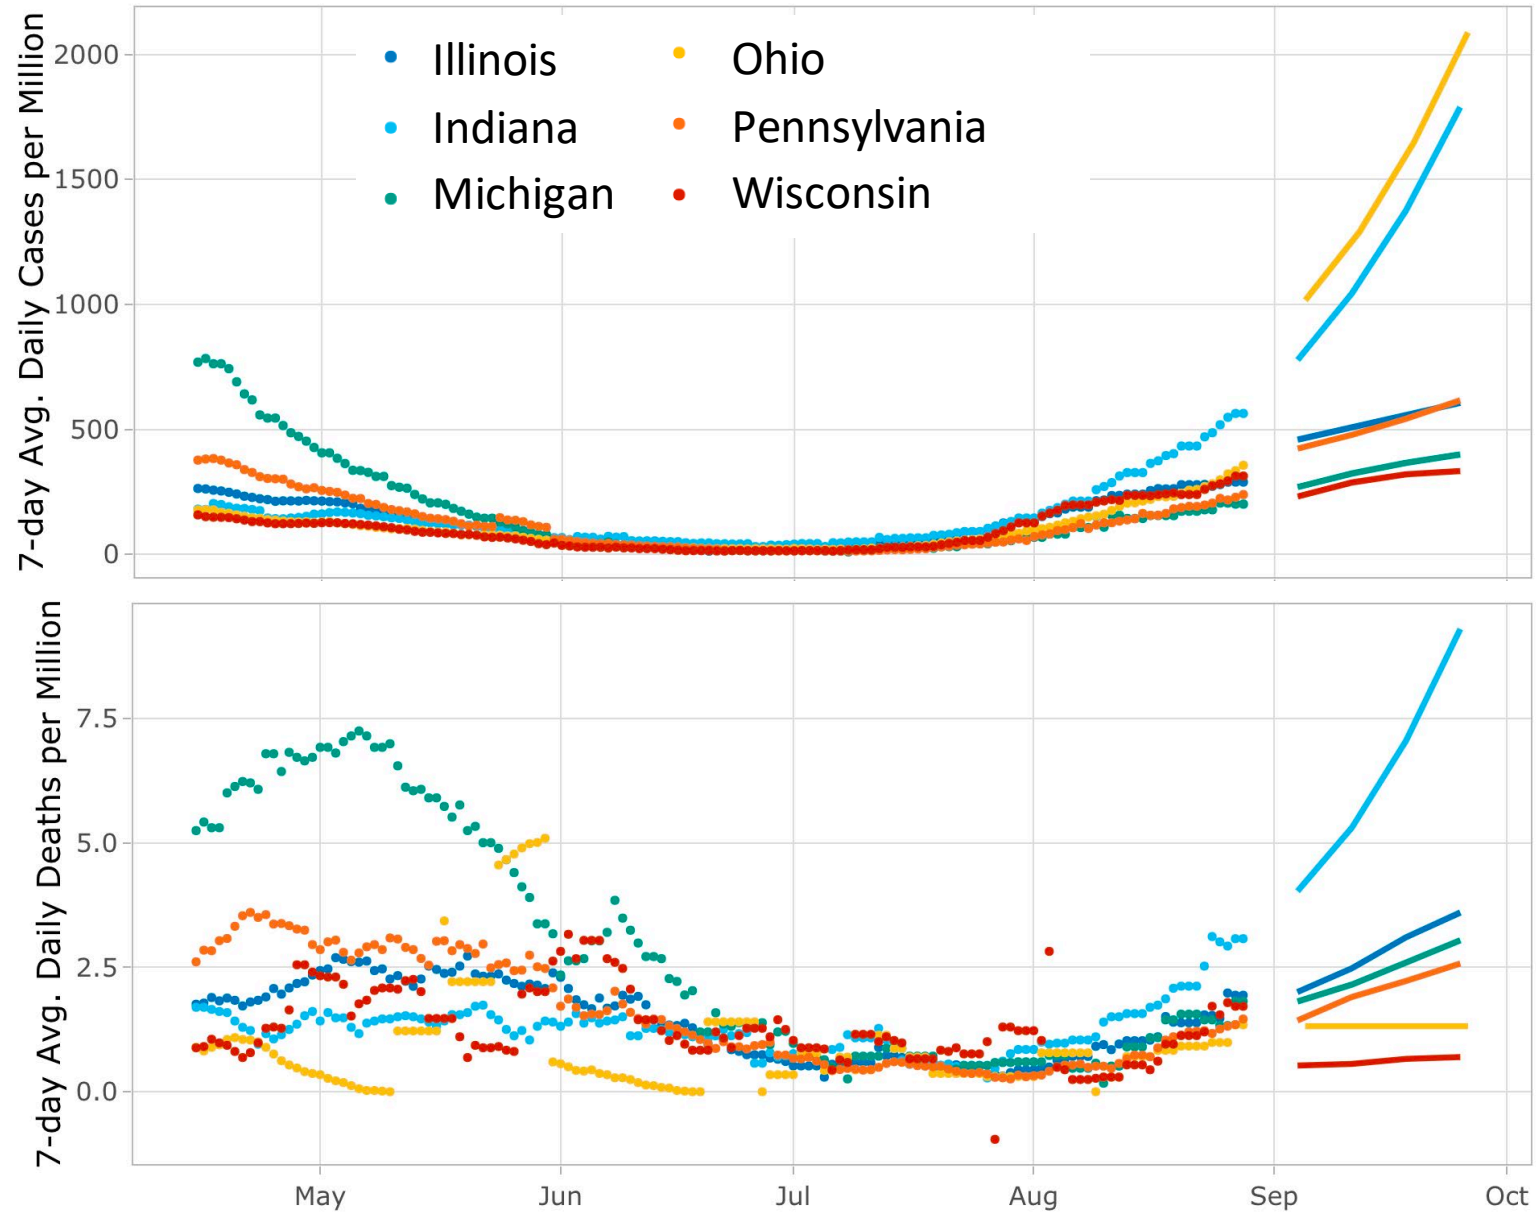 7-day Avg. Daily Cases per Million
2000
1500
1000
500
0
Illinois
Ohio
Indiana
Pennsylvania
Michigan
Wisconsin
7-day Avg. Daily Deaths per Million
7.5
5.0
2.5
0.0
May Jun Jul Aug Sep Oct